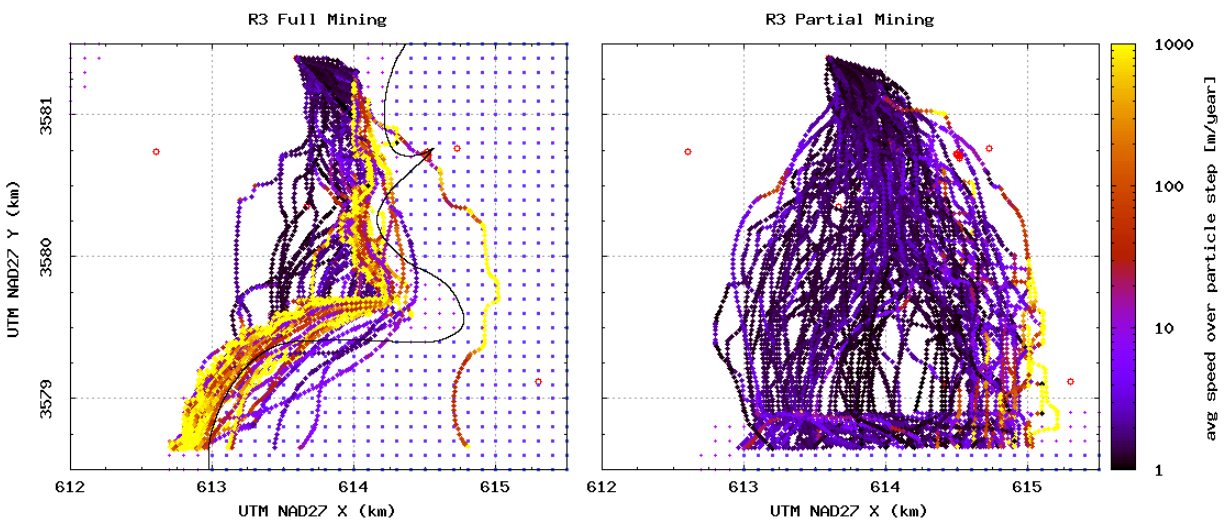 R3 Full Mining
R3 Partial Mining
UTM NAD27 Y (km)
3581
3580
3579
612
613
614
615
UTM NAD27 X (km)
612
613
614
615
UTM NAD27 X (km)
1000
100
10
1
avg speed over particle step [m/year]